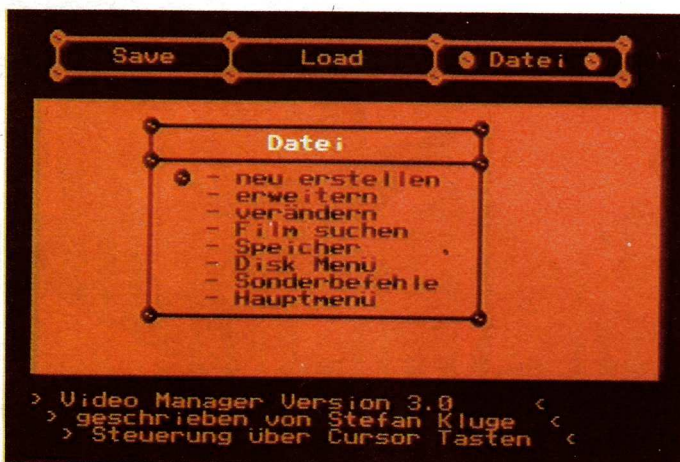 Save Load Datei
Datei
- neu erstellen
- erweitern
- verändern
- Film suchen
- Speicher
- Disk Menü
- Sonderbefehle
- Hauptmenü
> Video Manager Version 3.0 <
> geschrieben von Stefan Kluge <
> Steuerung über Cursor Tasten <